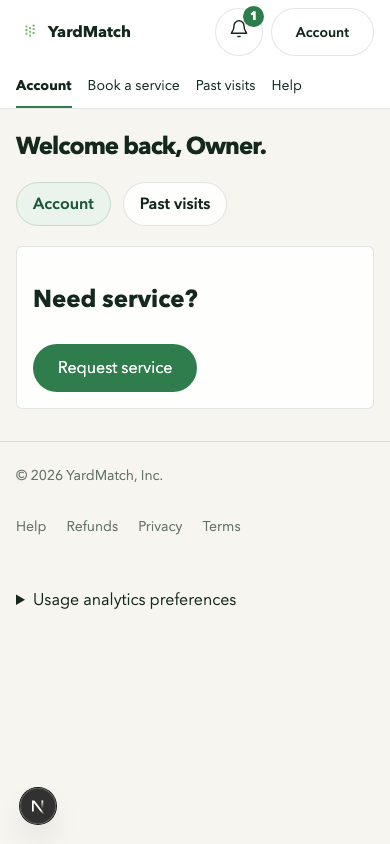 YardMatch
1
Account
Account
Book a service
Past visits
Help
Welcome back, Owner.
Account
Past visits
Need service?
Request service
© 2026 YardMatch, Inc.
Help
Refunds
Privacy
Terms
Usage analytics preferences
N